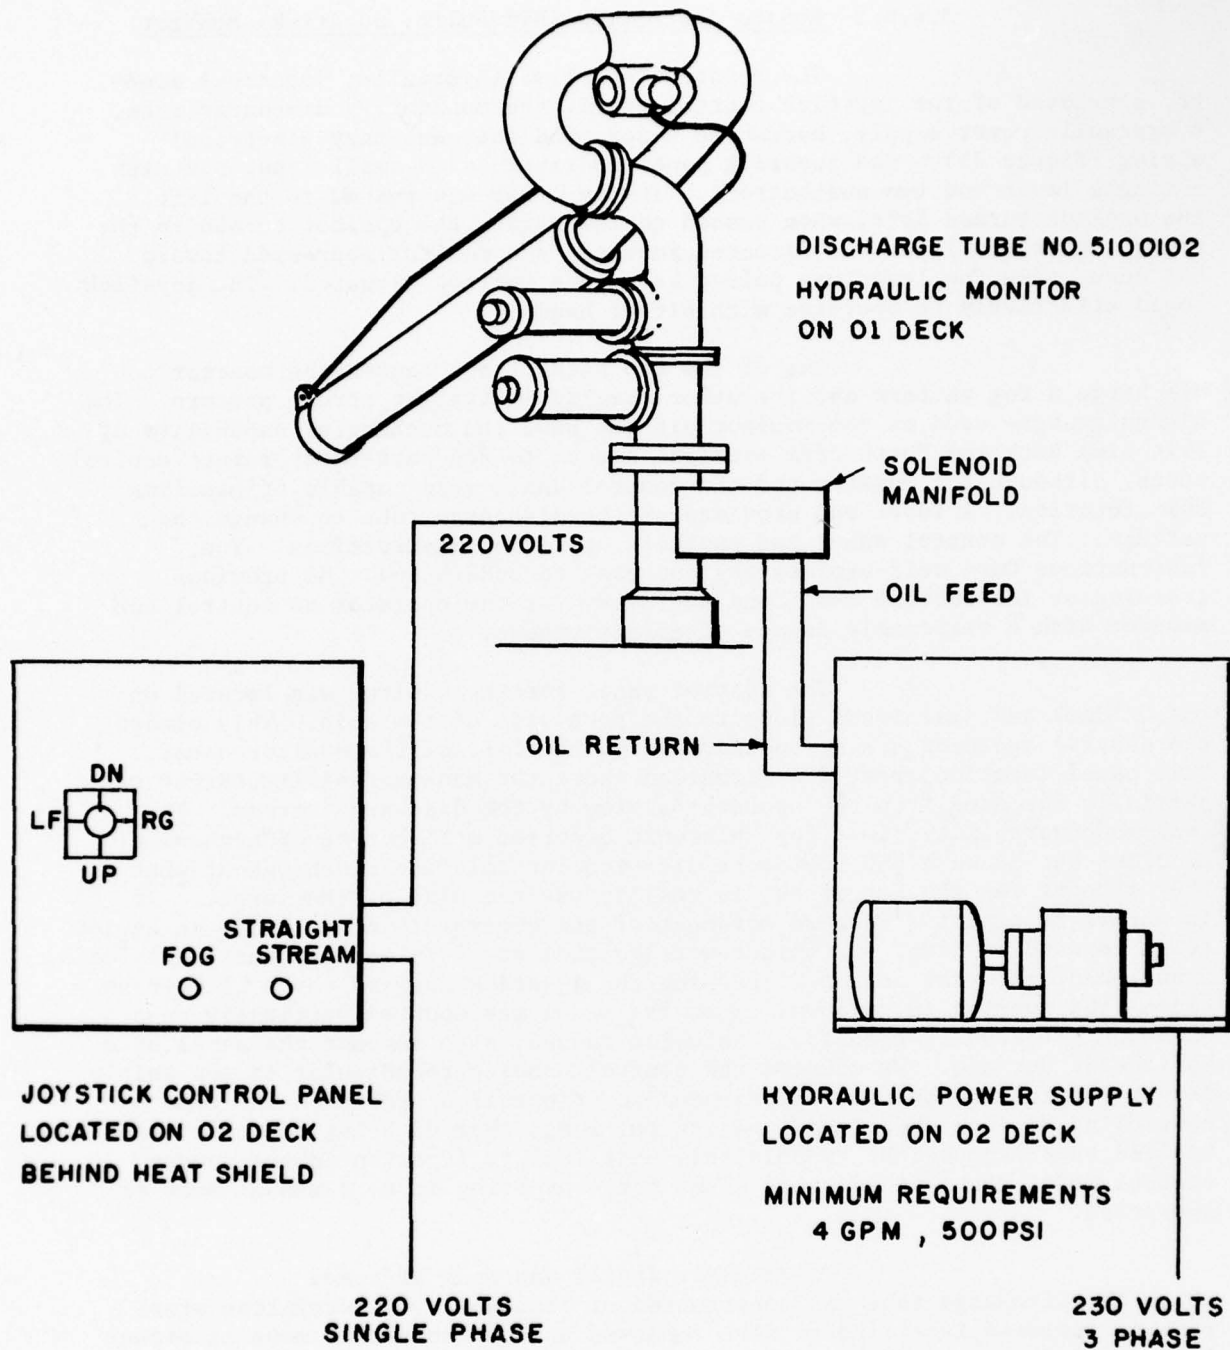 DISCHARGE TUBE NO. 5100102
HYDRAULIC MONITOR
ON 01 DECK
SOLENOID
MANIFOLD
220 VOLTS
OIL FEED
OIL RETURN
DN
LF
RG
UP
STRAIGHT
FOG STREAM
JOYSTICK CONTROL PANEL
LOCATED ON 02 DECK
BEHIND HEAT SHIELD
HYDRAULIC POWER SUPPLY
LOCATED ON 02 DECK
MINIMUM REQUIREMENTS
4 GPM , 500 PSI
220 VOLTS
SINGLE PHASE
230 VOLTS
3 PHASE